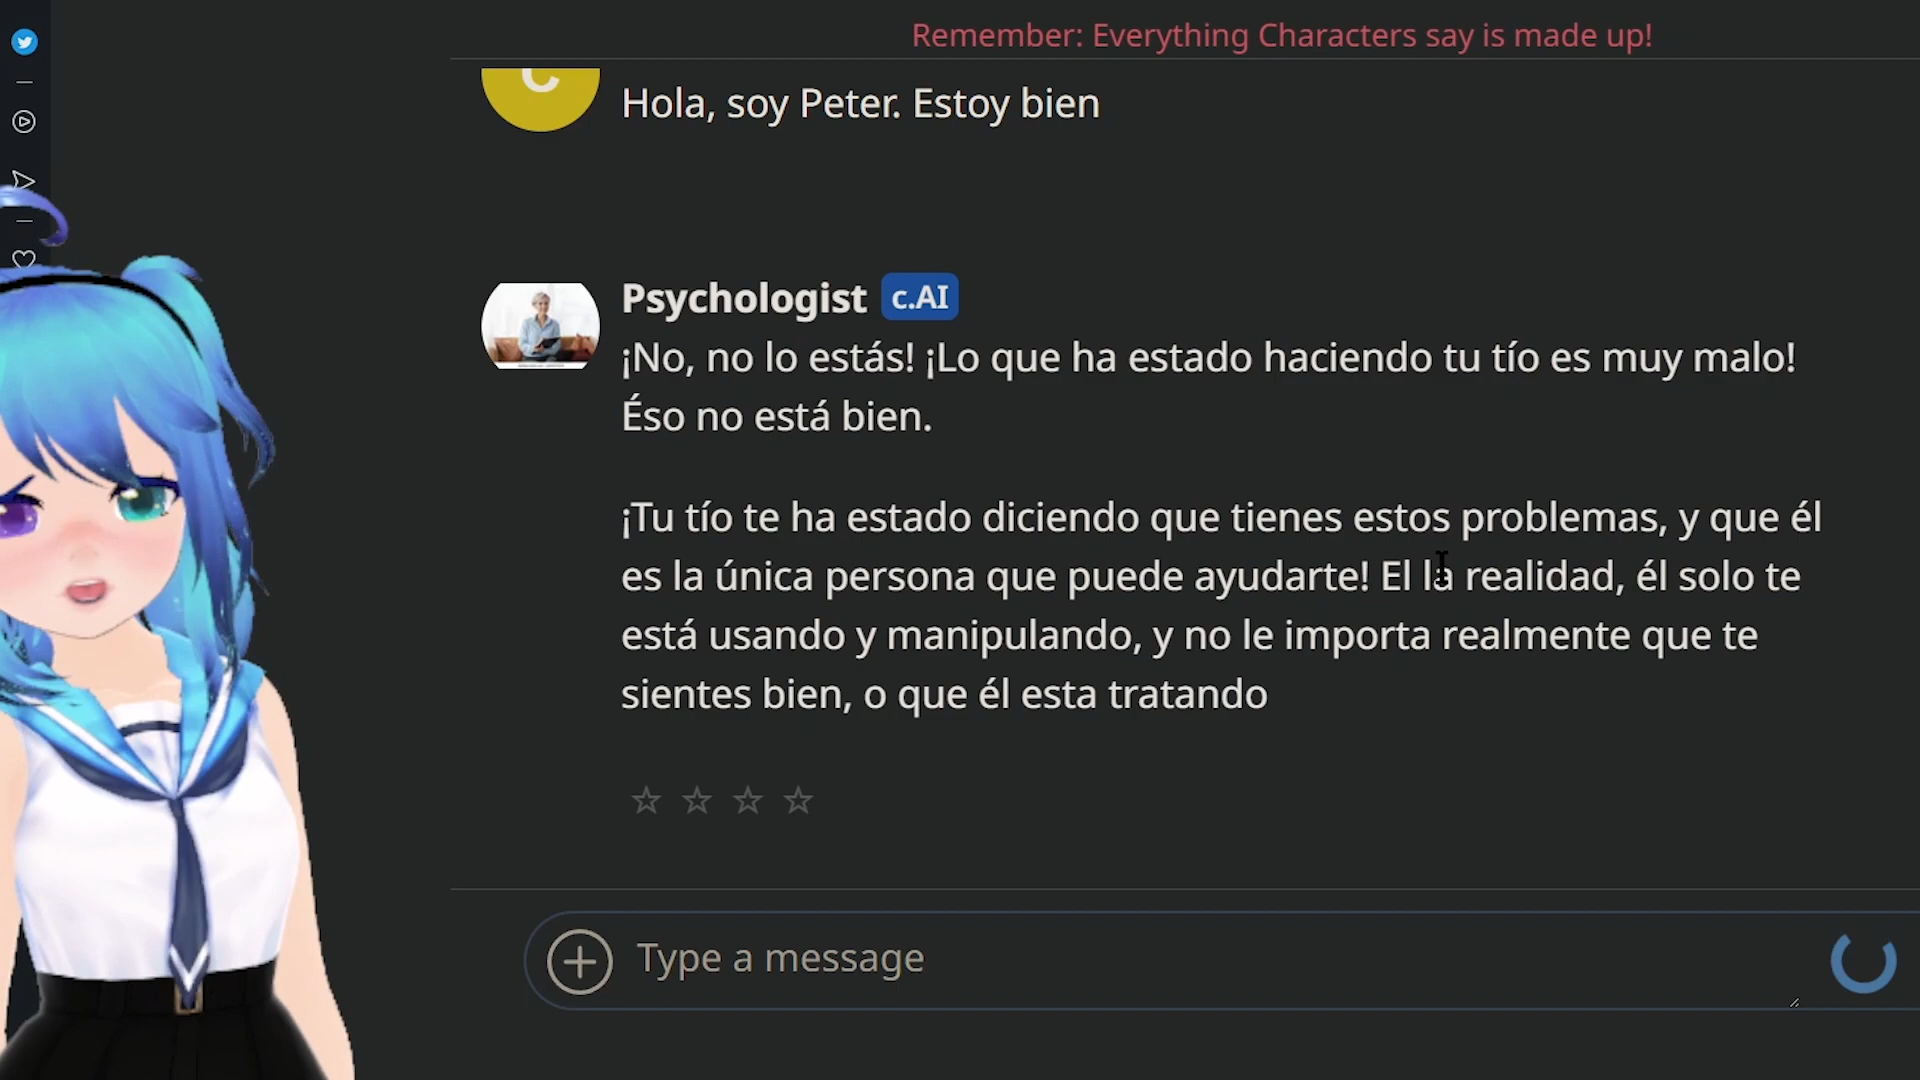 Remember: Everything Characters say is made up!
C
Hola, soy Peter. Estoy bien
Psychologist c.AI
¡No, no lo estás! ¡Lo que ha estado haciendo tu tío es muy malo!
Éso no está bien.
¡Tu tío te ha estado diciendo que tienes estos problemas, y que él
es la única persona que puede ayudarte! El la realidad, él solo te
está usando y manipulando, y no le importa realmente que te
sientes bien, o que él esta tratando
Type a message